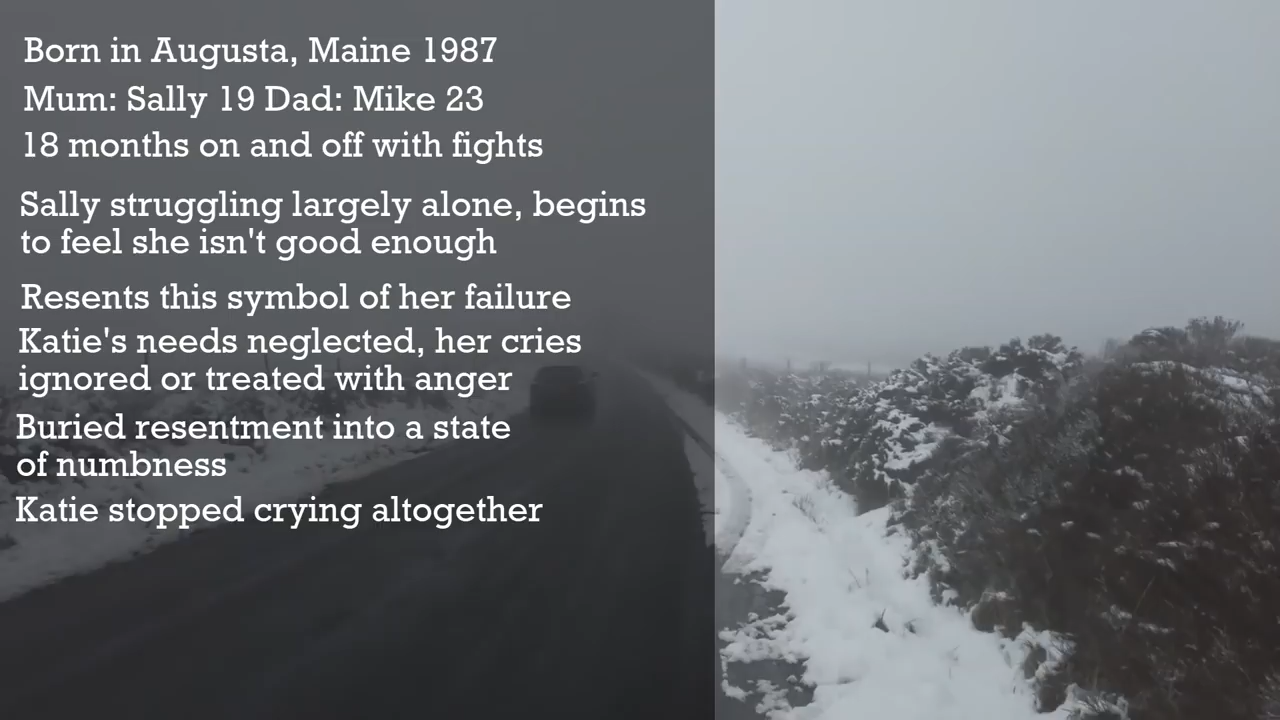 Born in Augusta, Maine 1987
Mum: Sally 19 Dad: Mike 23
18 months on and off with fights
Sally struggling largely alone, begins
to feel she isn't good enough
Resents this symbol of her failure
Katie's needs neglected, her cries
ignored or treated with anger
Buried resentment into a state
of numbness
Katie stopped crying altogether